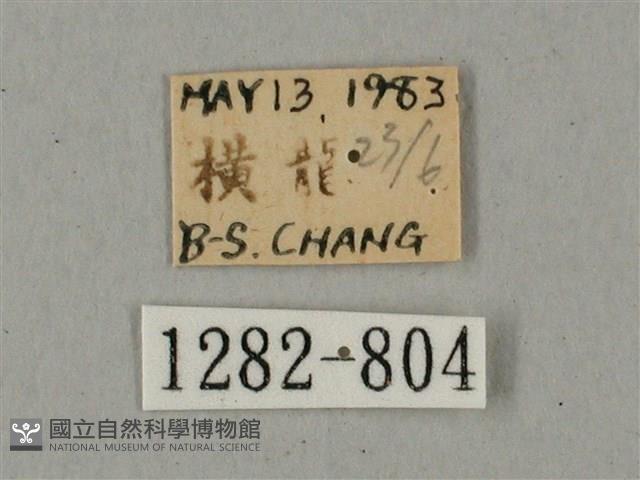 MAY 13, 1983
橫龍 23/6
B-S. CHANG
1282-804
國立自然科學博物館
NATIONAL MUSEUM OF NATURAL SCIENCE